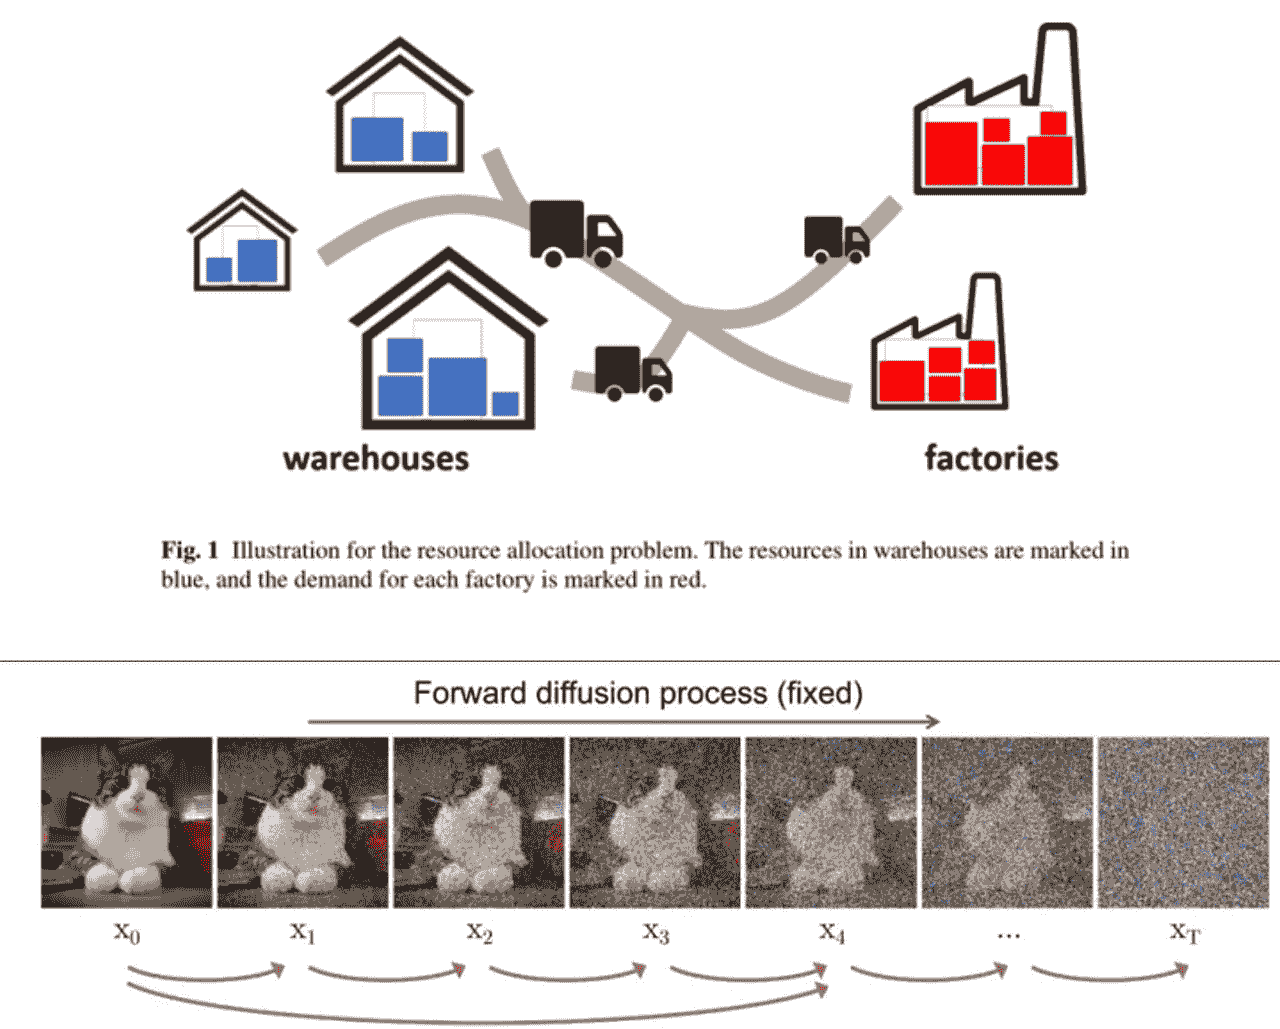 warehouses
factories
Fig. 1 Illustration for the resource allocation problem. The resources in warehouses are marked in
blue, and the demand for each factory is marked in red.
Forward diffusion process (fixed)
x₀ x₁ x₂ x₃ x₄ ... x_T